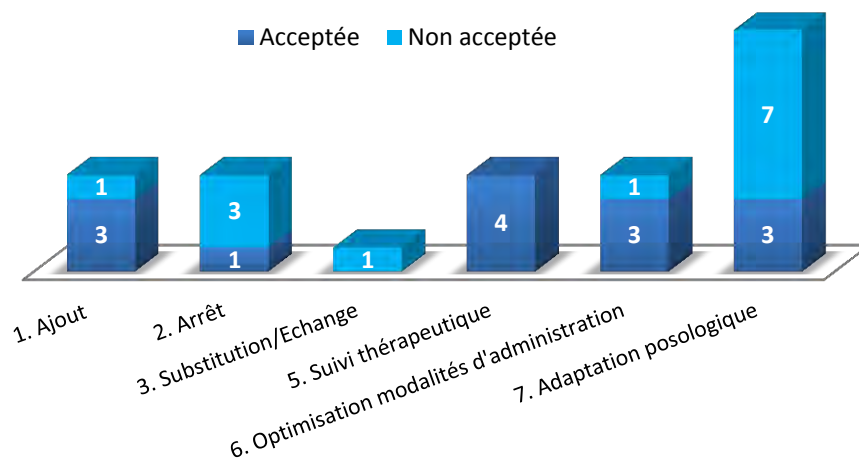 Acceptée Non acceptée
7
1 3 1
3 1 1 4 3 3
1. Ajout
2. Arrêt
3. Substitution/Echange
5. Suivi thérapeutique
6. Optimisation modalités d'administration
7. Adaptation posologique